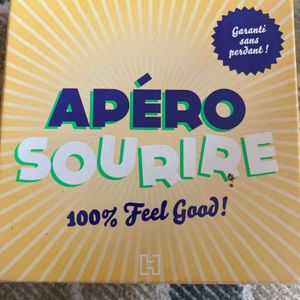 Garanti
sans
perdant !
APÉRO
SOURIRE
100% Feel Good!
H